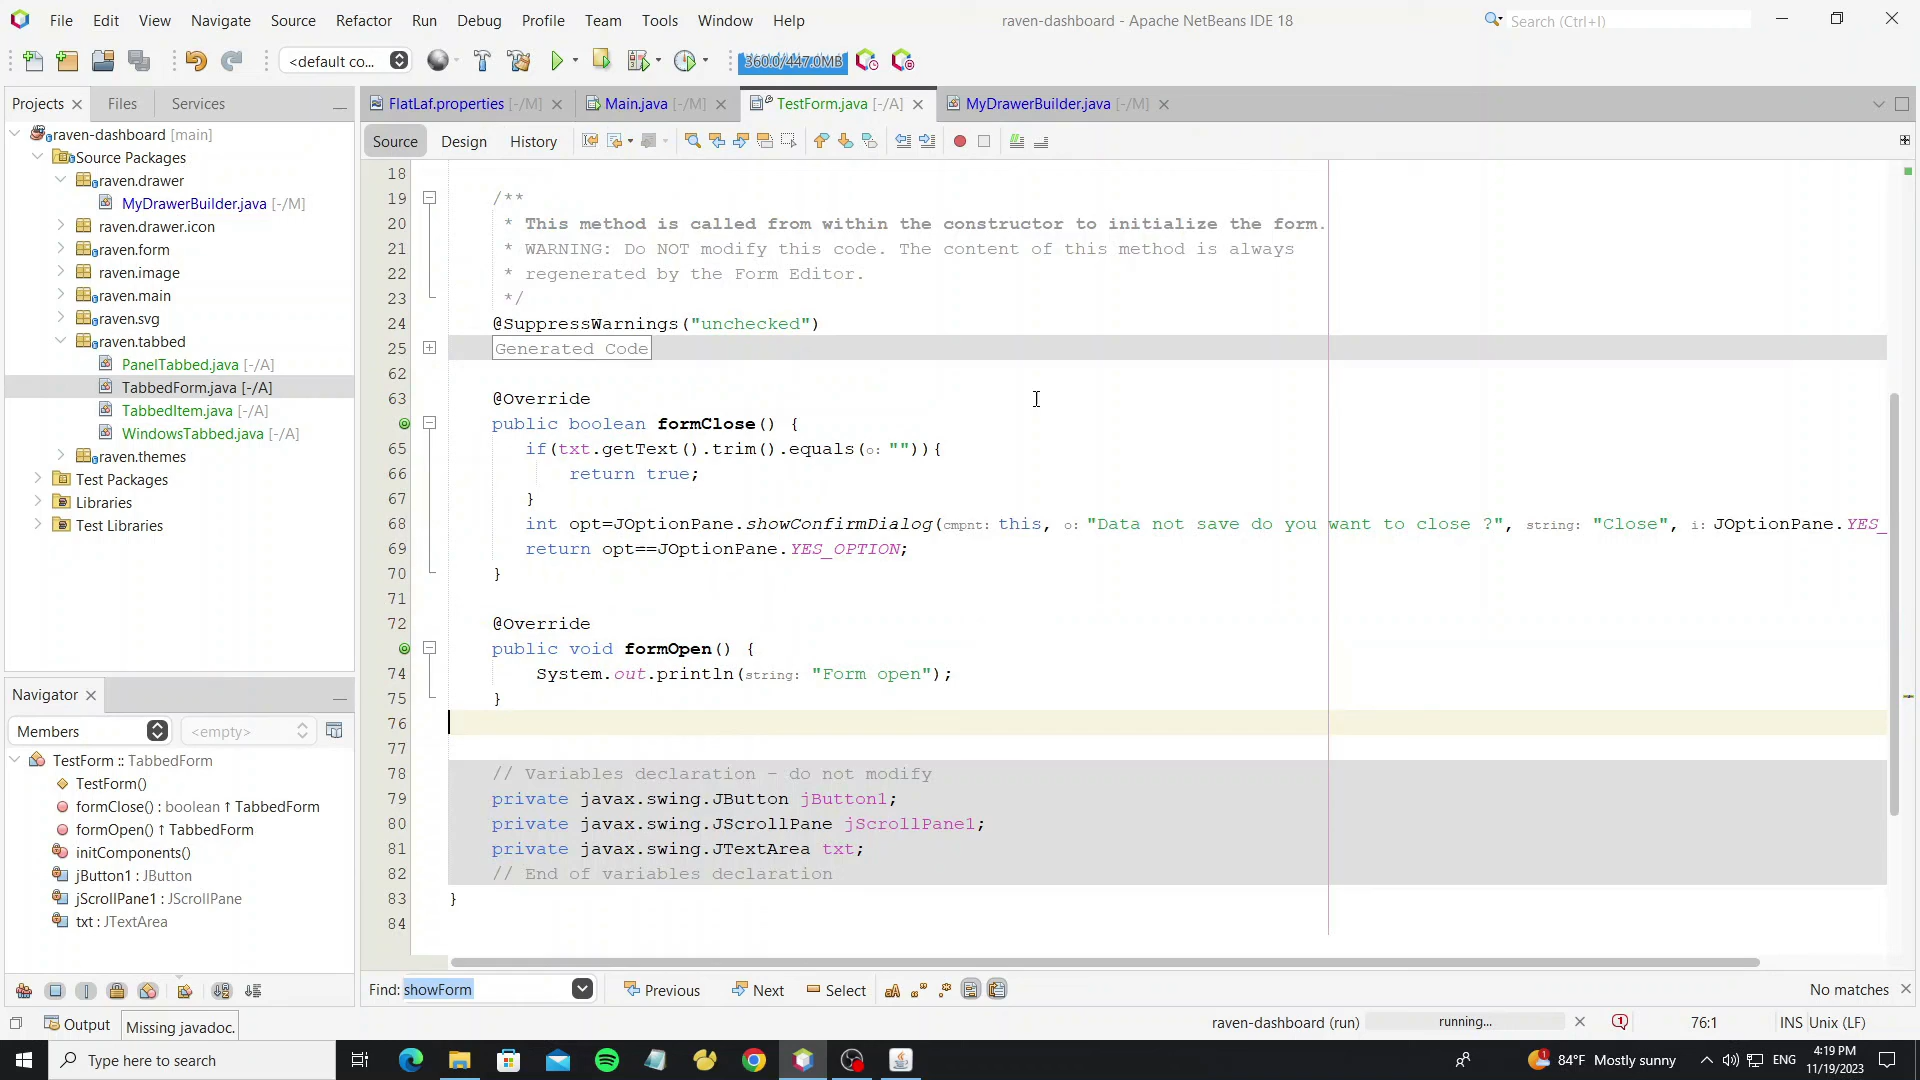 File Edit View Navigate Source Refactor Run Debug Profile Team Tools Window Help
raven-dashboard - Apache NetBeans IDE 18
Search (Ctrl+I)
<default co...
360.0/447.0MB
Projects Files Services
FlatLaf.properties [-/M] Main.java [-/M] TestForm.java [-/A] MyDrawerBuilder.java [-/M]
Source Design History
raven-dashboard [main]
Source Packages
raven.drawer
MyDrawerBuilder.java [-/M]
raven.drawer.icon
raven.form
raven.image
raven.main
raven.svg
raven.tabbed
PanelTabbed.java [-/A]
TabbedForm.java [-/A]
TabbedItem.java [-/A]
WindowsTabbed.java [-/A]
raven.themes
Test Packages
Libraries
Test Libraries
Navigator
Members <empty>
TestForm :: TabbedForm
TestForm()
formClose() : boolean ↑ TabbedForm
formOpen() ↑ TabbedForm
initComponents()
jButton1 : JButton
jScrollPane1 : JScrollPane
txt : JTextArea
18
19 /**
20 * This method is called from within the constructor to initialize the form.
21 * WARNING: Do NOT modify this code. The content of this method is always
22 * regenerated by the Form Editor.
23 */
24 @SuppressWarnings("unchecked")
25 Generated Code
62
63 @Override
public boolean formClose() {
65 if(txt.getText().trim().equals(o: "")){
66 return true;
67 }
68 int opt=JOptionPane.showConfirmDialog(cmpnt: this, o: "Data not save do you want to close ?", string: "Close", i: JOptionPane.YES_
69 return opt==JOptionPane.YES_OPTION;
70 }
71
72 @Override
public void formOpen() {
74 System.out.println(string: "Form open");
75 }
76
77
78 // Variables declaration - do not modify
79 private javax.swing.JButton jButton1;
80 private javax.swing.JScrollPane jScrollPane1;
81 private javax.swing.JTextArea txt;
82 // End of variables declaration
83 }
84
Find: showForm Previous Next Select aA No matches
Output Missing javadoc. raven-dashboard (run) running... 1 76:1 INS Unix (LF)
Type here to search
1 84°F Mostly sunny ENG 4:19 PM
11/19/2023